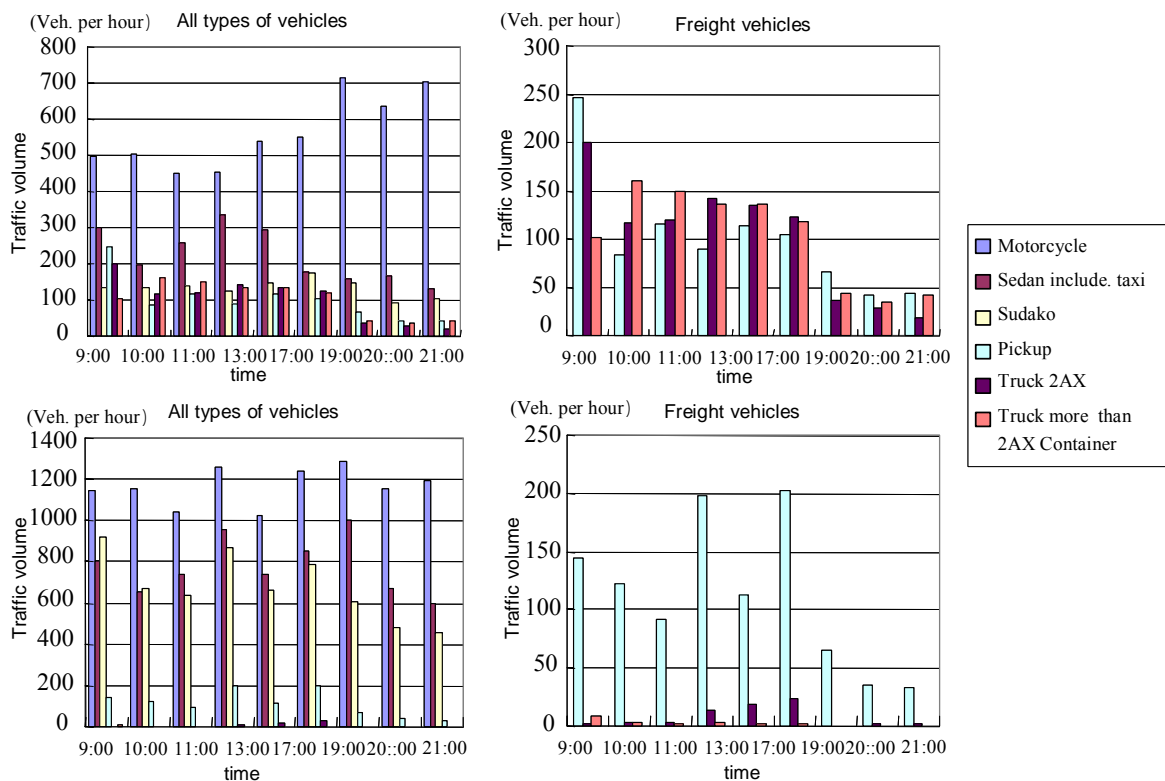 (Veh. per hour)
All types of vehicles
800
700
600
500
400
300
200
100
0
Traffic volume
9:00 10:00 11:00 13:00 17:00 19:00 20:00 21:00
time
Freight vehicles
(Veh. per hour)
300
250
200
150
100
50
0
Traffic volume
9:00 10:00 11:00 13:00 17:00 19:00 20::00 21:00
time
Motorcycle
Sedan include. taxi
Sudako
Pickup
Truck 2AX
Truck more than
2AX Container
(Veh. per hour)
All types of vehicles
1400
1200
1000
800
600
400
200
0
Traffic volume
9:00 10:00 11:00 13:00 17:00 19:00 20::00 21:00
time
(Veh. per hour)
Freight vehicles
250
200
150
100
50
0
Traffic volume
9:00 10:00 11:00 13:00 17:00 19:00 20::00 21:00
time